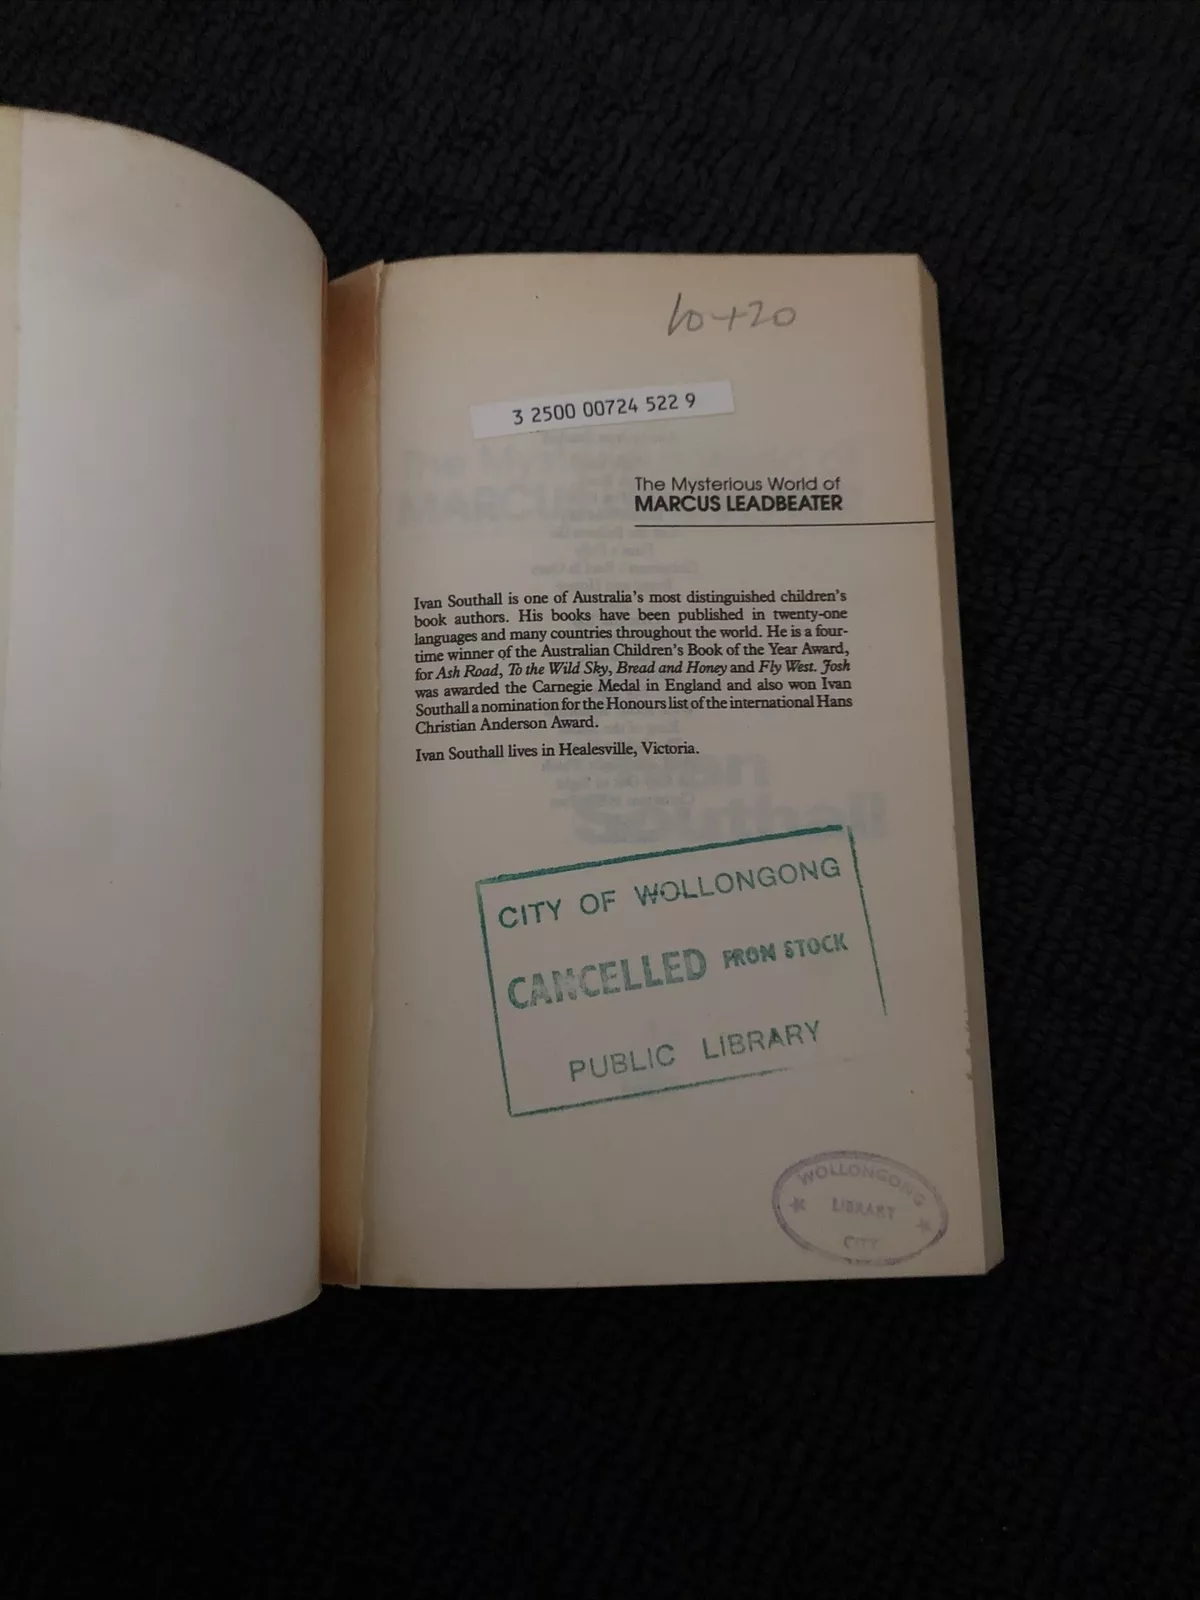 10+20
3 2500 00724 522 9
The Mysterious World of
MARCUS LEADBEATER
Ivan Southall is one of Australia's most distinguished children's
book authors. His books have been published in twenty-one
languages and many countries throughout the world. He is a four-
time winner of the Australian Children's Book of the Year Award,
for Ash Road, To the Wild Sky, Bread and Honey and Fly West. Josh
was awarded the Carnegie Medal in England and also won Ivan
Southall a nomination for the Honours list of the international Hans
Christian Anderson Award.
Ivan Southall lives in Healesville, Victoria.
CITY OF WOLLONGONG
CANCELLED FROM STOCK
PUBLIC LIBRARY
WOLLONGONG
LIBRARY
CITY